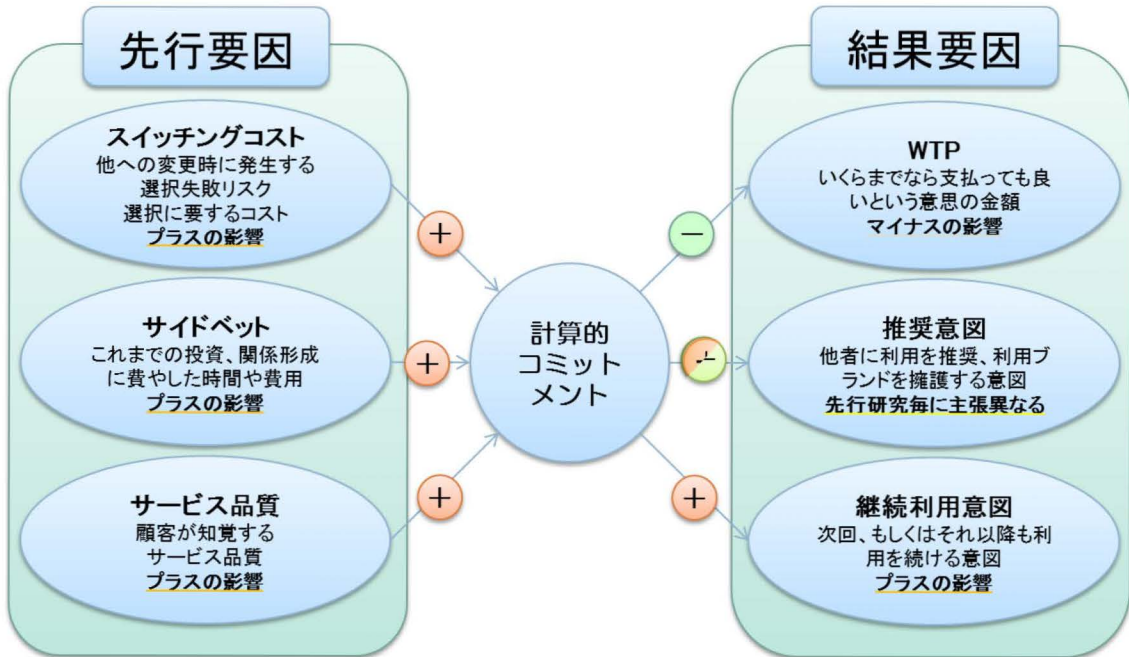 先行要因
スイッチングコスト
他への変更時に発生する
選択失敗リスク
選択に要するコスト
プラスの影響
サイドベット
これまでの投資、関係形成
に費やした時間や費用
プラスの影響
サービス品質
顧客が知覚する
サービス品質
プラスの影響
+
+
+
計算的
コミット
メント
−
+
結果要因
WTP
いくらまでなら支払っても良
いという意思の金額
マイナスの影響
推奨意図
他者に利用を推奨、利用ブ
ランドを擁護する意図
先行研究毎に主張異なる
継続利用意図
次回、もしくはそれ以降も利
用を続ける意図
プラスの影響